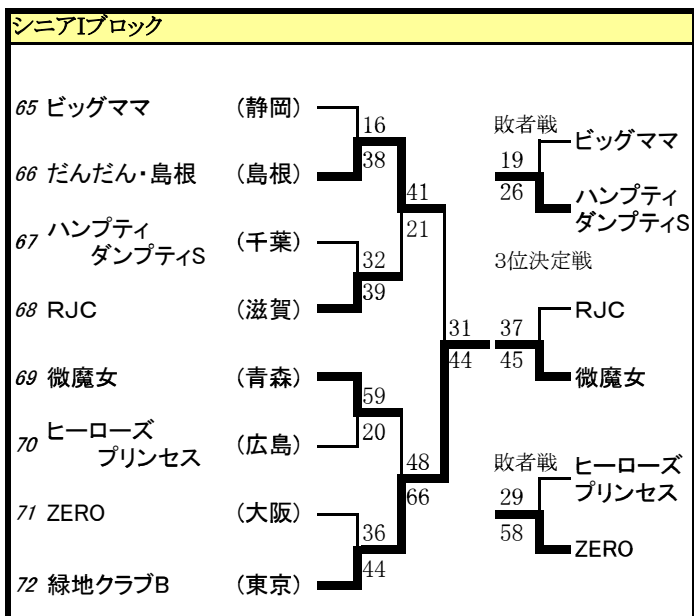 シニアIブロック
65 ビッグママ （静岡）
16
38
66 だんだん・島根 （島根）
41
21
67 ハンプティ
ダンプティS （千葉）
32
39
68 RJC （滋賀）
31
44
69 微魔女 （青森）
59
20
70 ヒーローズ
プリンセス （広島）
48
66
71 ZERO （大阪）
36
44
72 緑地クラブB （東京）
敗者戦
ビッグママ
19
26
ハンプティ
ダンプティS
3位決定戦
RJC
37
45
微魔女
敗者戦
ヒーローズ
プリンセス
29
58
ZERO